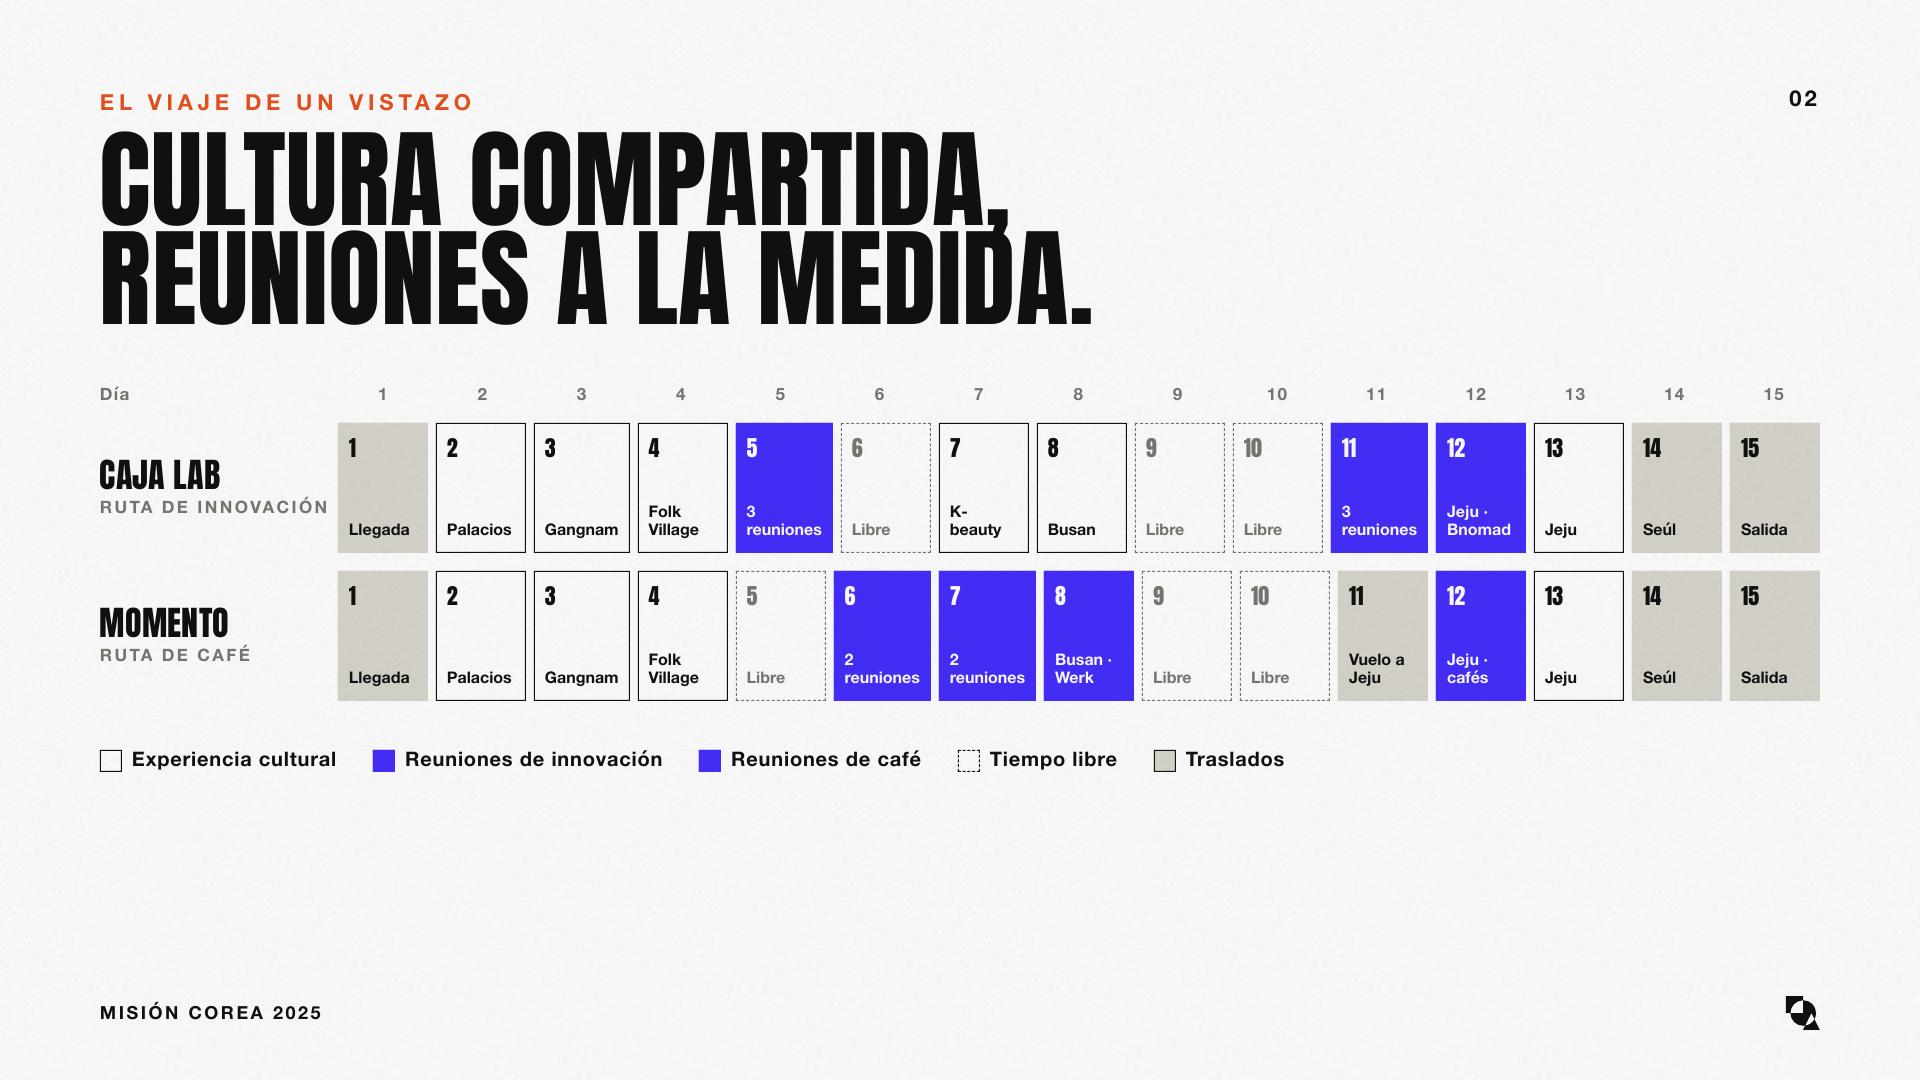 EL VIAJE DE UN VISTAZO
02
CULTURA COMPARTIDA,
REUNIONES A LA MEDIDA.
Día 1 2 3 4 5 6 7 8 9 10 11 12 13 14 15
CAJA LAB
RUTA DE INNOVACIÓN
1
Llegada
2
Palacios
3
Gangnam
4
Folk
Village
5
3
reuniones
6
Libre
7
K-
beauty
8
Busan
9
Libre
10
Libre
11
3
reuniones
12
Jeju ·
Bnomad
13
Jeju
14
Seúl
15
Salida
MOMENTO
RUTA DE CAFÉ
1
Llegada
2
Palacios
3
Gangnam
4
Folk
Village
5
Libre
6
2
reuniones
7
2
reuniones
8
Busan ·
Werk
9
Libre
10
Libre
11
Vuelo a
Jeju
12
Jeju ·
cafés
13
Jeju
14
Seúl
15
Salida
Experiencia cultural
Reuniones de innovación
Reuniones de café
Tiempo libre
Traslados
MISIÓN COREA 2025